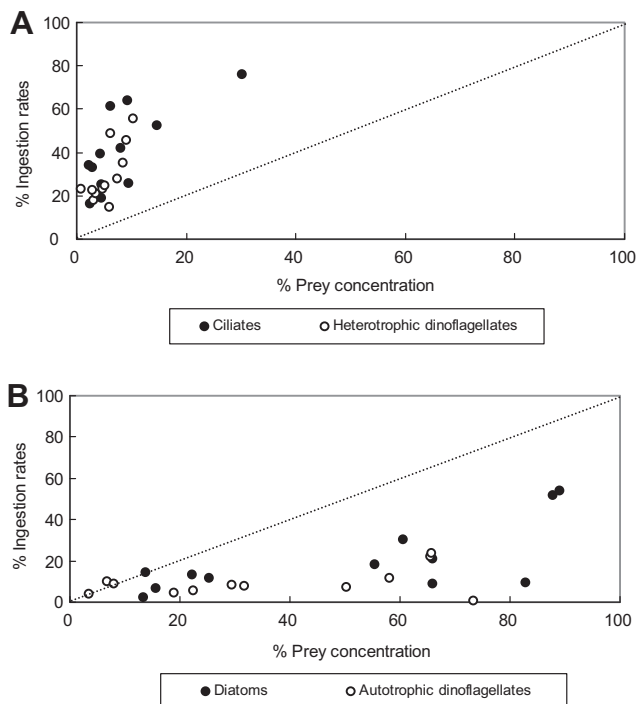 A
100
80
60
40
20
0
% Ingestion rates
0 20 40 60 80 100
% Prey concentration
● Ciliates ○ Heterotrophic dinoflagellates
B
100
80
60
40
20
0
% Ingestion rates
0 20 40 60 80 100
% Prey concentration
● Diatoms ○ Autotrophic dinoflagellates